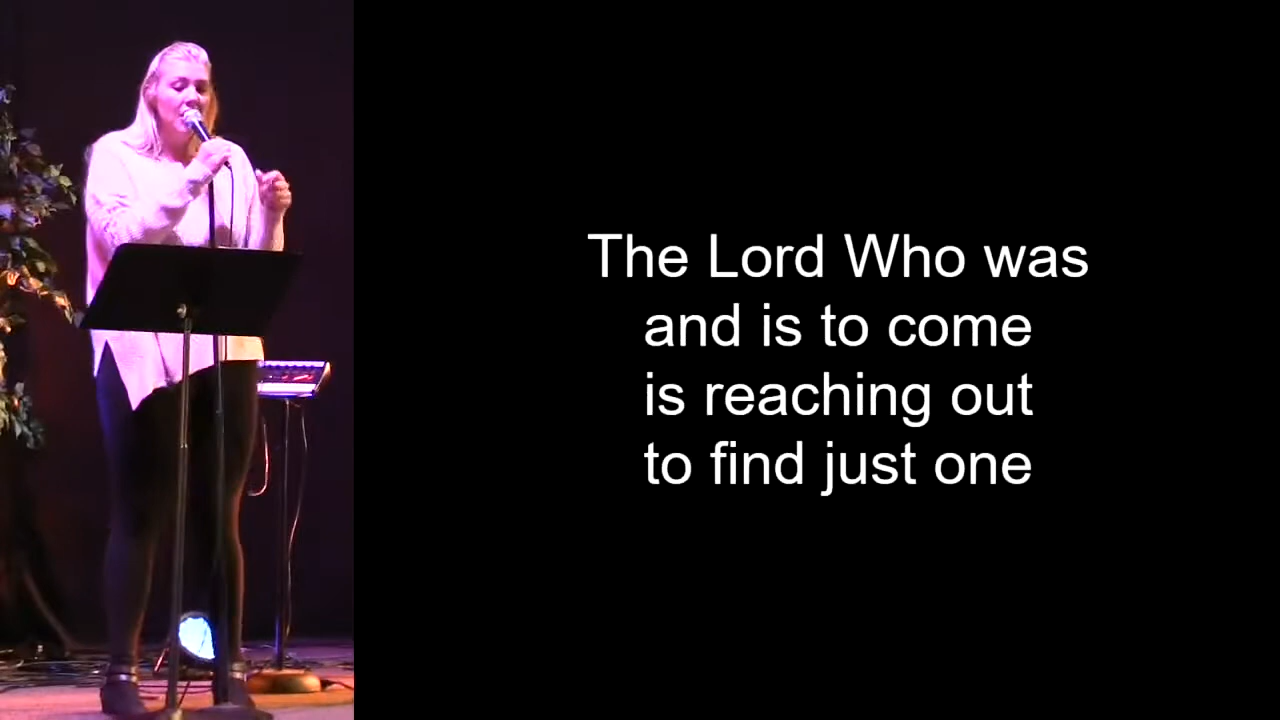 The Lord Who was
and is to come
is reaching out
to find just one